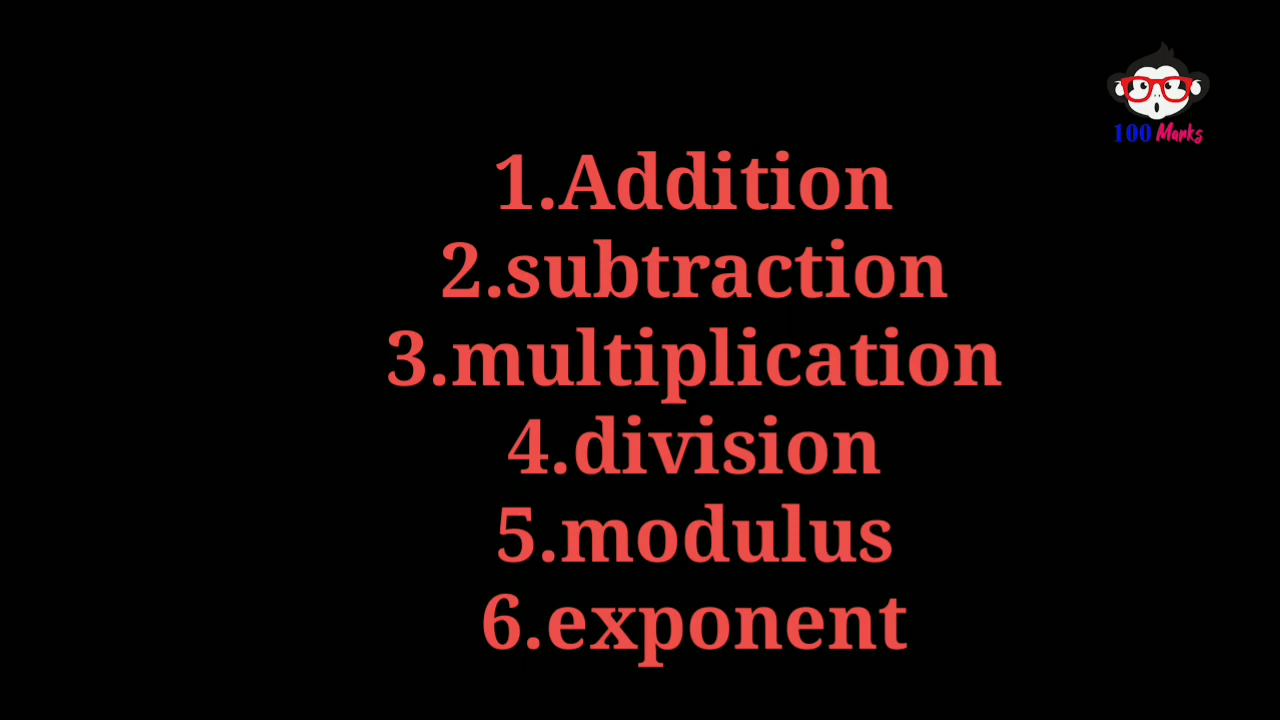 100 Marks
1.Addition
2.subtraction
3.multiplication
4.division
5.modulus
6.exponent